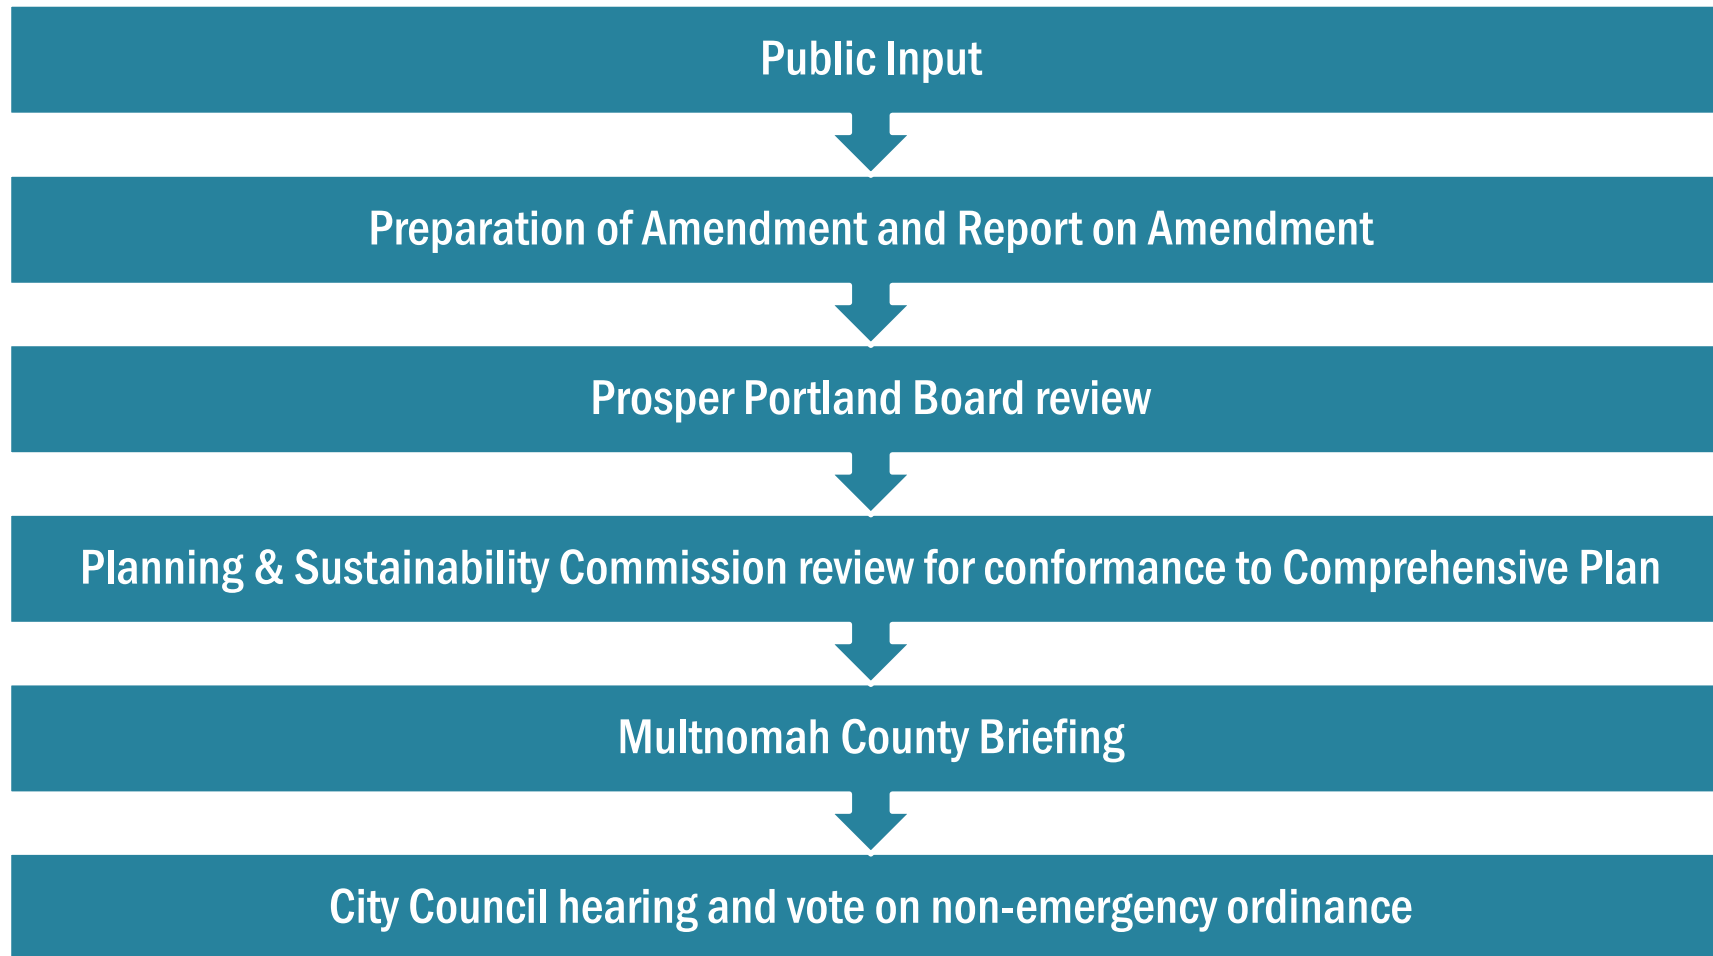 Public Input
Preparation of Amendment and Report on Amendment
Prosper Portland Board review
Planning & Sustainability Commission review for conformance to Comprehensive Plan
Multnomah County Briefing
City Council hearing and vote on non-emergency ordinance